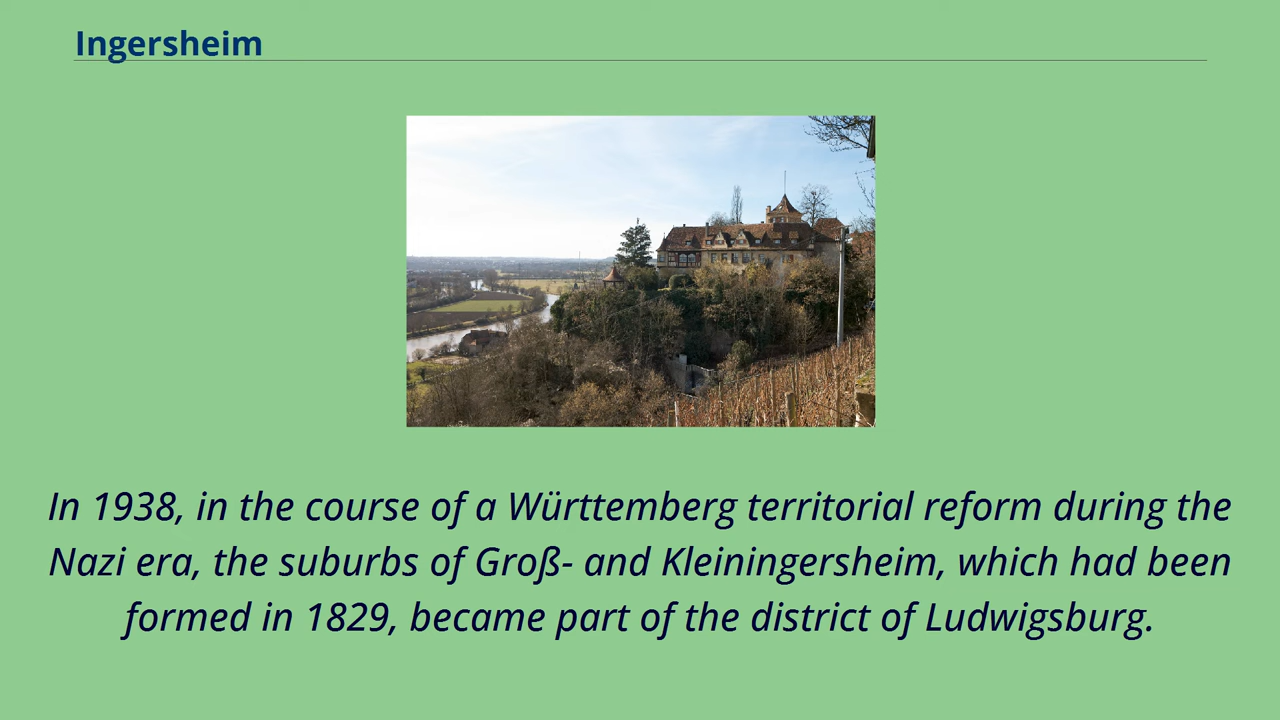 Ingersheim
In 1938, in the course of a Württemberg territorial reform during the
Nazi era, the suburbs of Groß- and Kleiningersheim, which had been
formed in 1829, became part of the district of Ludwigsburg.